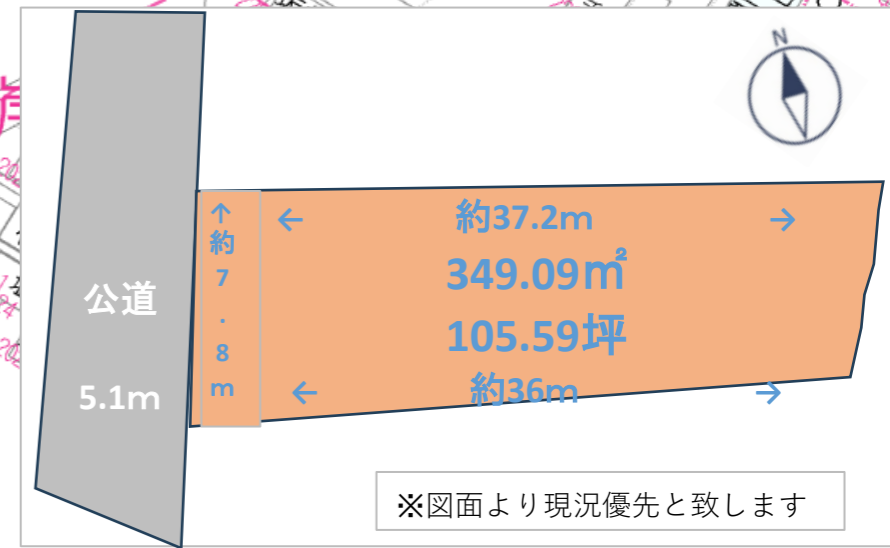 N
↑約7.8m
← 約37.2m →
349.09㎡
105.59坪
← 約36m →
公道
5.1m
※図面より現況優先と致します